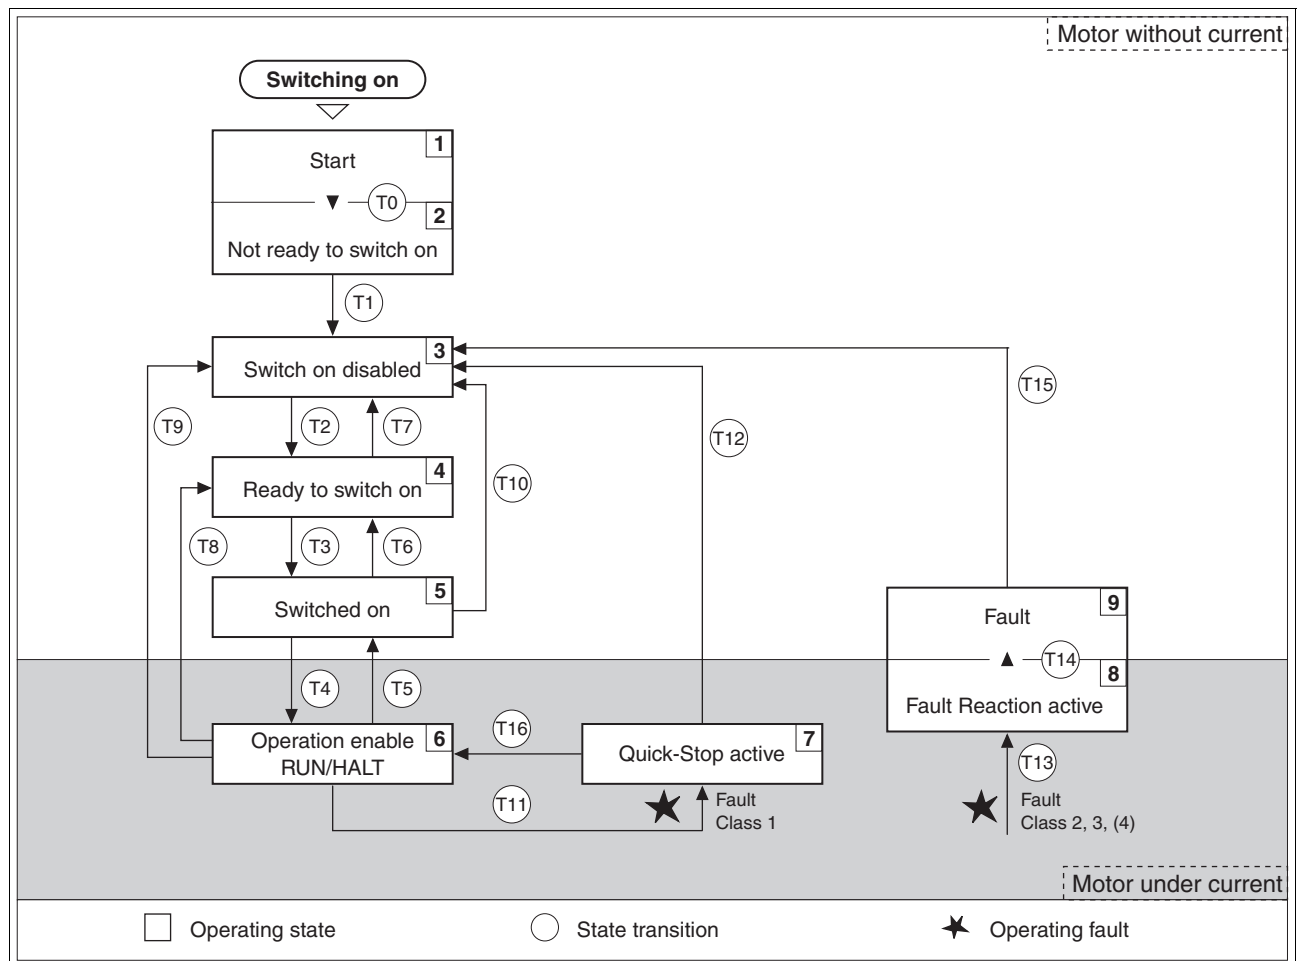 Motor without current
Switching on
1
Start
T0
2
Not ready to switch on
T1
3
Switch on disabled
T15
T9
T2
T7
T12
4
Ready to switch on
T10
T8
T3
T6
5
Switched on
9
Fault
T14
8
Fault Reaction active
T4
T5
6
Operation enable
RUN/HALT
T16
7
Quick-Stop active
T13
T11
Fault
Class 1
Fault
Class 2, 3, (4)
Motor under current
Operating state
State transition
Operating fault